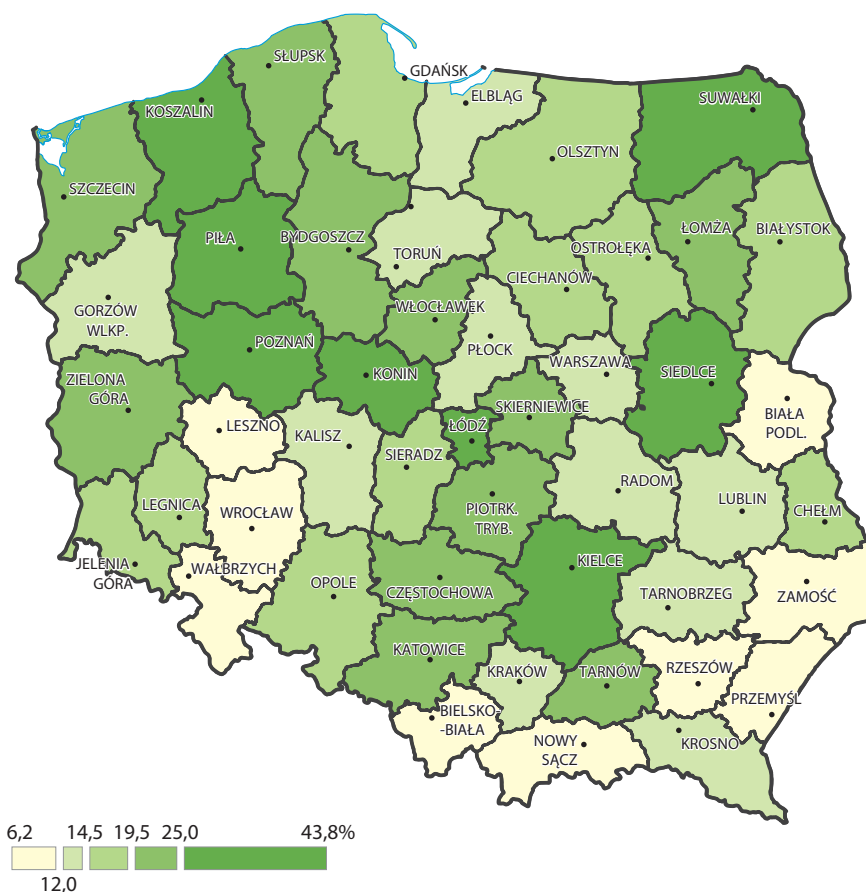 SŁUPSK
GDAŃSK
ELBLĄG
KOSZALIN
SUWAŁKI
OLSZTYN
SZCZECIN
PIŁA
BYDGOSZCZ
TORUŃ
CIECHANÓW
OSTROŁĘKA
ŁOMŻA
BIAŁYSTOK
GORZÓW
WLKP.
WŁOCŁAWEK
POZNAŃ
PŁOCK
WARSZAWA
KONIN
SIEDLCE
ZIELONA
GÓRA
BIAŁA
PODL.
LESZNO
KALISZ
SIERADZ
ŁÓDŹ
SKIERNIEWICE
LEGNICA
WROCŁAW
PIOTRK.
TRYB.
RADOM
LUBLIN
CHEŁM
JELENIA
GÓRA
WAŁBRZYCH
OPOLE
CZĘSTOCHOWA
KIELCE
TARNOBRZEG
ZAMOŚĆ
KATOWICE
KRAKÓW
TARNÓW
RZESZÓW
PRZEMYŚL
BIELSKO-
-BIAŁA
NOWY
SĄCZ
KROSNO
6,2 14,5 19,5 25,0 43,8%
12,0